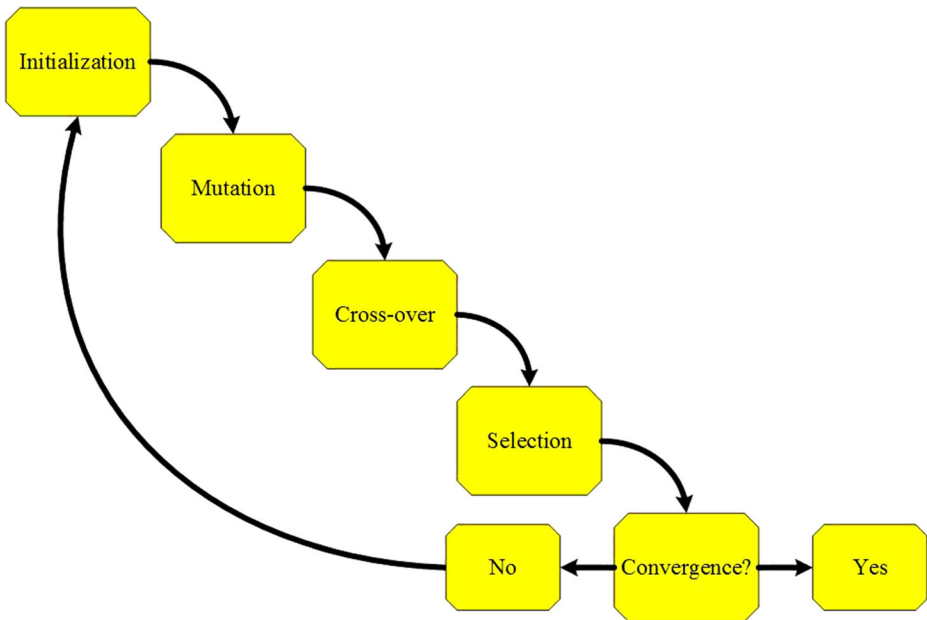 Initialization
Mutation
Cross-over
Selection
No
Convergence?
Yes